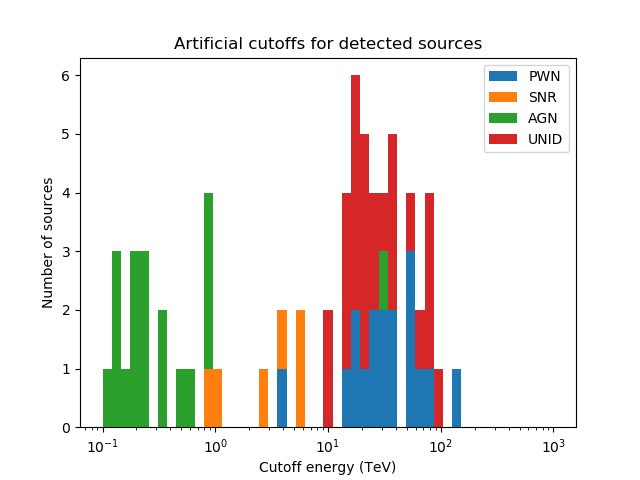 Artificial cutoffs for detected sources
PWN
SNR
AGN
UNID
Number of sources
6
5
4
3
2
1
0
10⁻¹
10⁰
10¹
10²
10³
Cutoff energy (TeV)